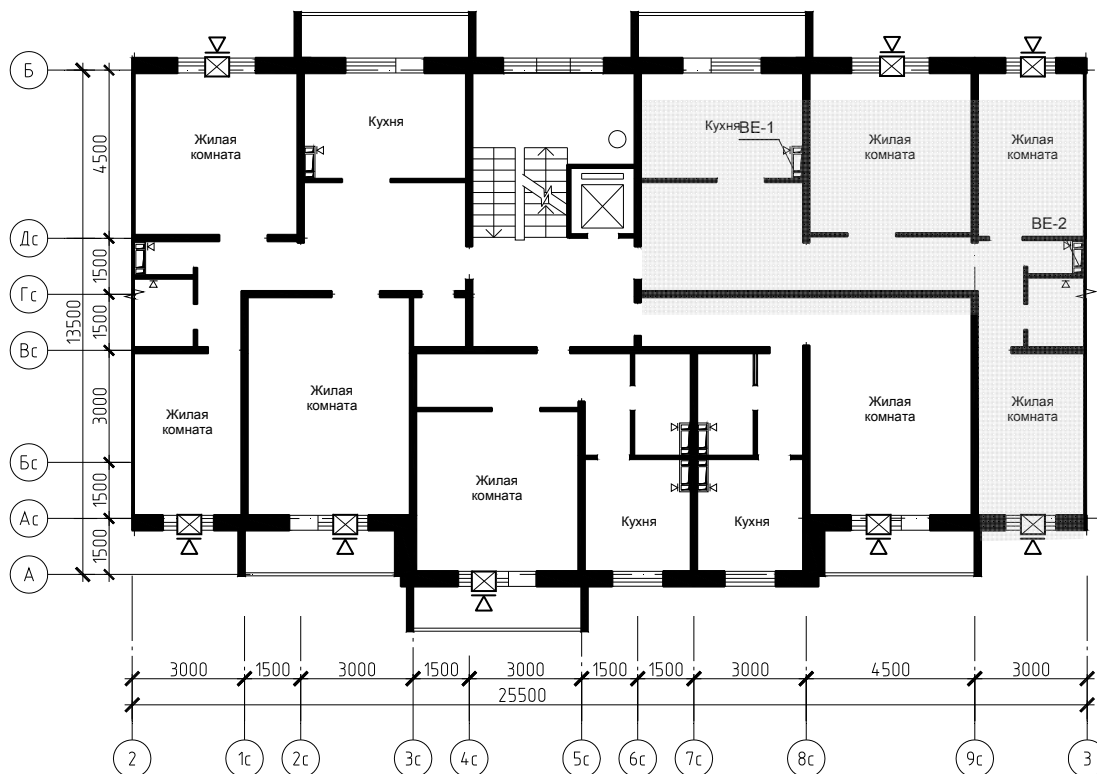 Б
Дс
Гс
Вс
Бс
Ас
А
4500
1500
1500
3000
1500
1500
13500
Жилая
комната
Кухня
Кухня
ВЕ-1
Жилая
комната
Жилая
комната
ВЕ-2
Жилая
комната
Жилая
комната
Жилая
комната
Жилая
комната
Жилая
комната
Кухня
Кухня
3000
1500
3000
1500
3000
1500
1500
3000
4500
3000
25500
2
1с
2с
3с
4с
5с
6с
7с
8с
9с
3